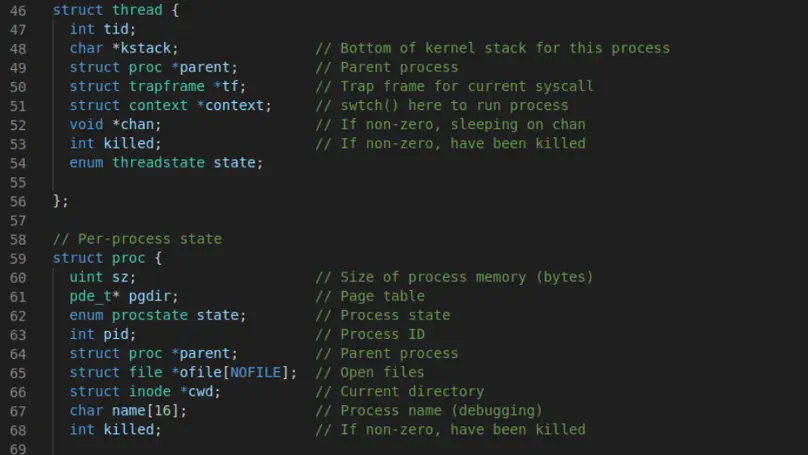 46 struct thread {
47   int tid;
48   char *kstack;                // Bottom of kernel stack for this process
49   struct proc *parent;         // Parent process
50   struct trapframe *tf;        // Trap frame for current syscall
51   struct context *context;     // swtch() here to run process
52   void *chan;                  // If non-zero, sleeping on chan
53   int killed;                  // If non-zero, have been killed
54   enum threadstate state;
55
56 };
57
58 // Per-process state
59 struct proc {
60   uint sz;                     // Size of process memory (bytes)
61   pde_t* pgdir;                // Page table
62   enum procstate state;        // Process state
63   int pid;                     // Process ID
64   struct proc *parent;         // Parent process
65   struct file *ofile[NOFILE];  // Open files
66   struct inode *cwd;           // Current directory
67   char name[16];               // Process name (debugging)
68   int killed;                  // If non-zero, have been killed
69